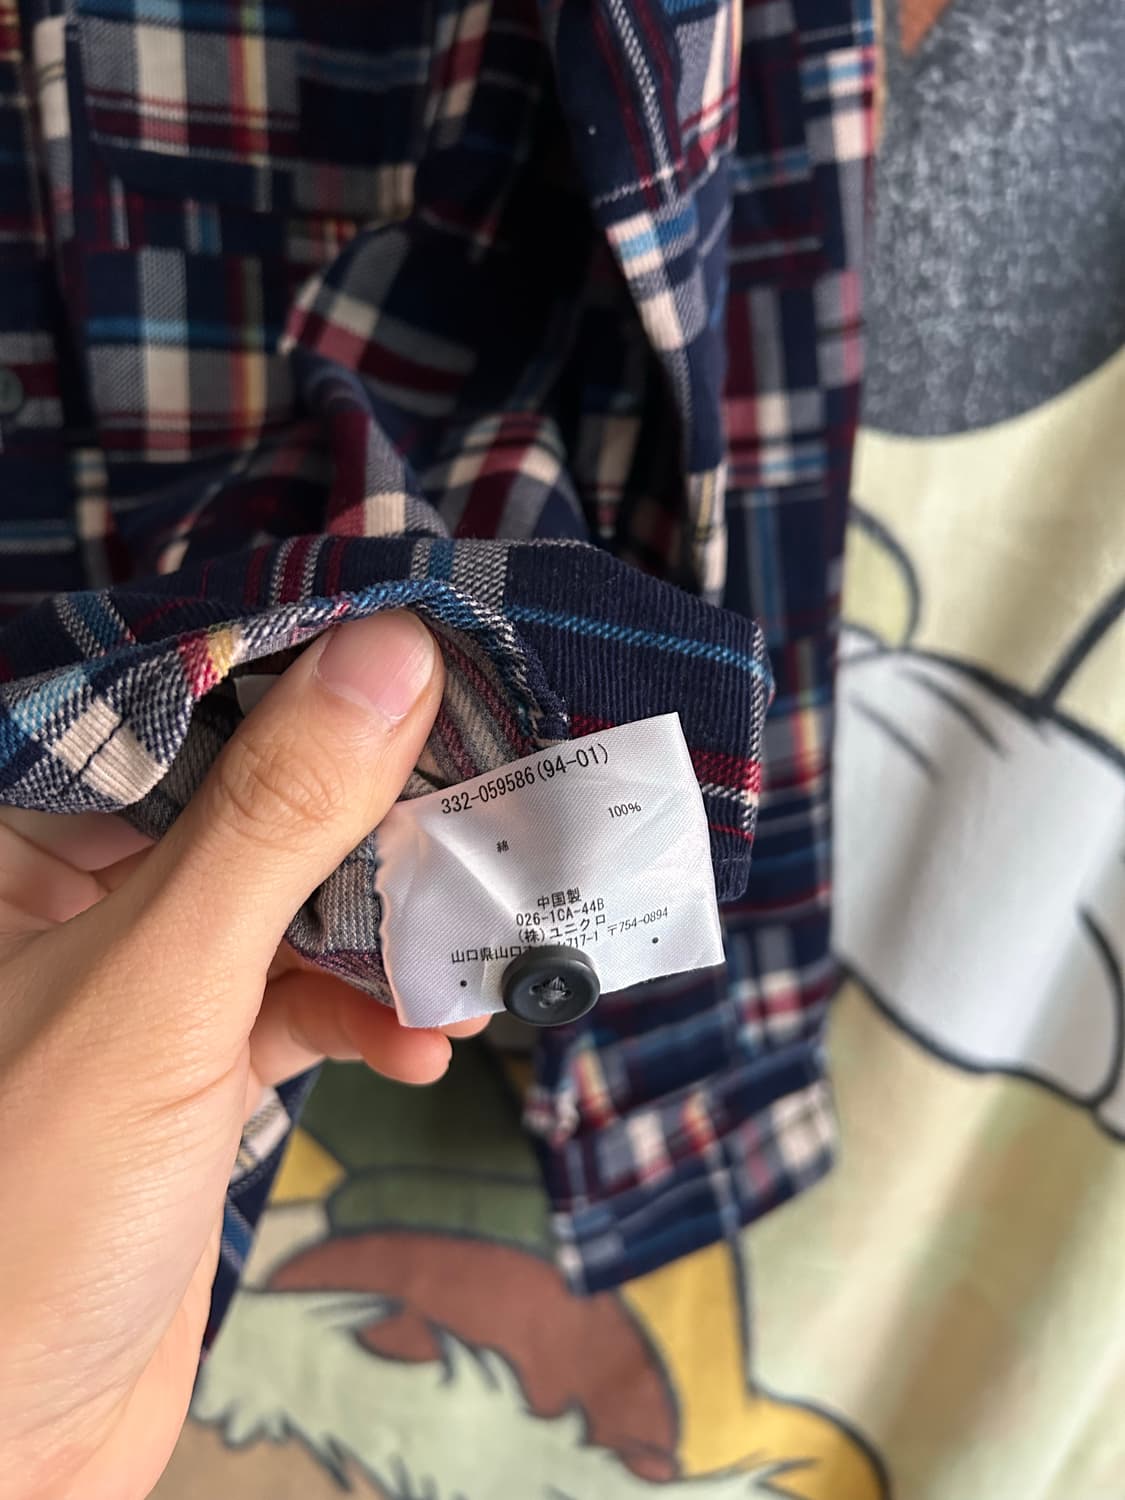 332-059586(94-01)
綿 100%
中国製
026-1CA-44B
(株)ユニクロ
山口県山口 717-1 〒754-0894